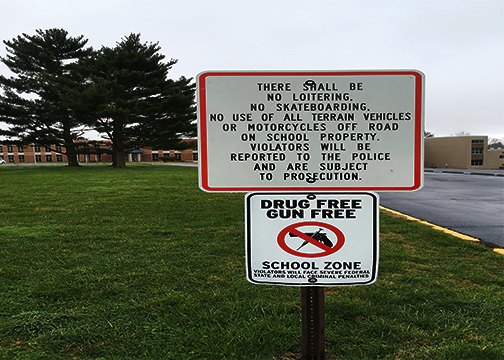 THERE SHALL BE
NO LOITERING,
NO SKATEBOARDING,
NO USE OF ALL TERRAIN VEHICLES
OR MOTORCYCLES OFF ROAD
ON SCHOOL PROPERTY.
VIOLATORS WILL BE
REPORTED TO THE POLICE
AND ARE SUBJECT
TO PROSECUTION.
DRUG FREE
GUN FREE
SCHOOL ZONE
VIOLATORS WILL FACE SEVERE FEDERAL
STATE AND LOCAL CRIMINAL PENALTIES